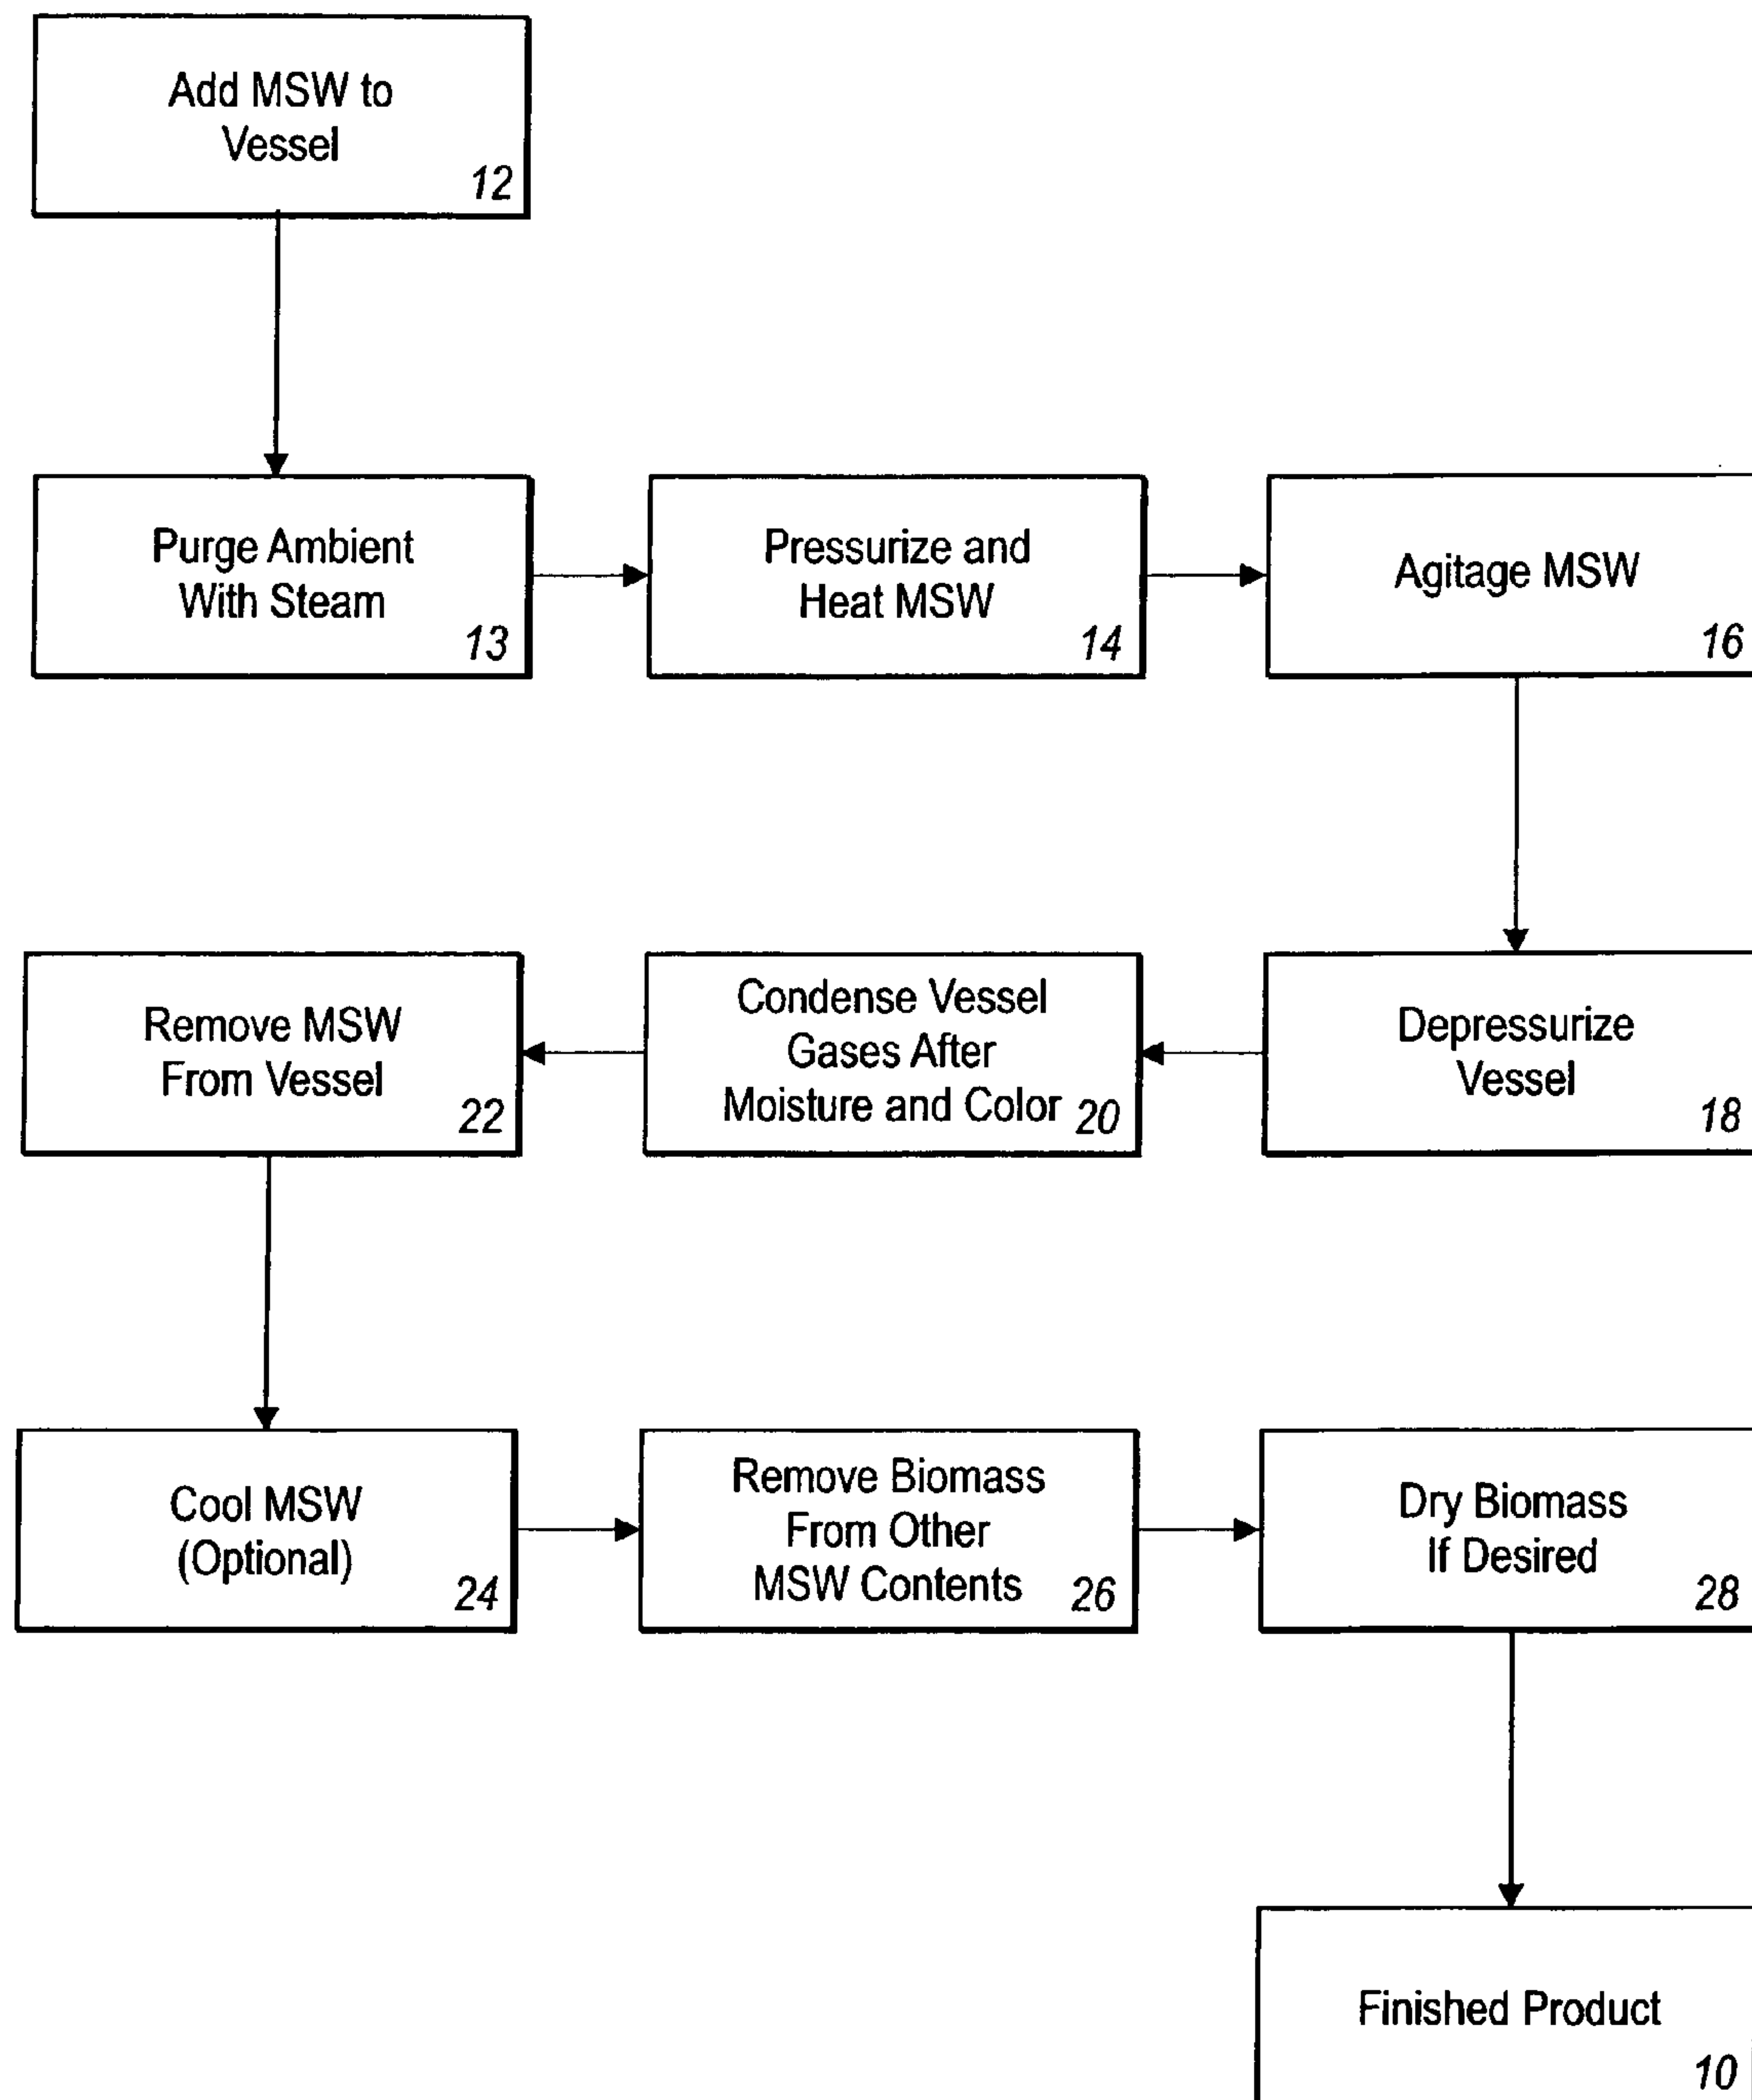 Add MSW to
Vessel
12
Purge Ambient
With Steam
13
Pressurize and
Heat MSW
14
Agitage MSW
16
Depressurize
Vessel
18
Condense Vessel
Gases After
Moisture and Color 20
Remove MSW
From Vessel
22
Cool MSW
(Optional)
24
Remove Biomass
From Other
MSW Contents
26
Dry Biomass
If Desired
28
Finished Product
10